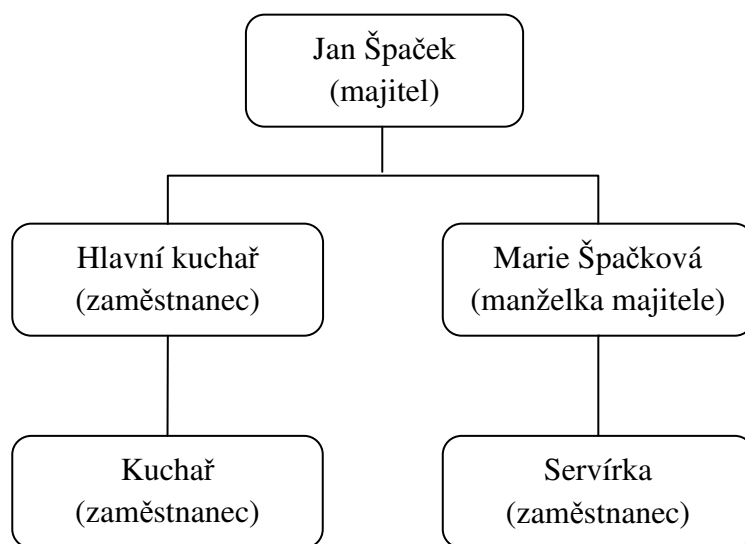 Jan Špaček
(majitel)
Hlavní kuchař
(zaměstnanec)
Marie Špačková
(manželka majitele)
Kuchař
(zaměstnanec)
Servírka
(zaměstnanec)